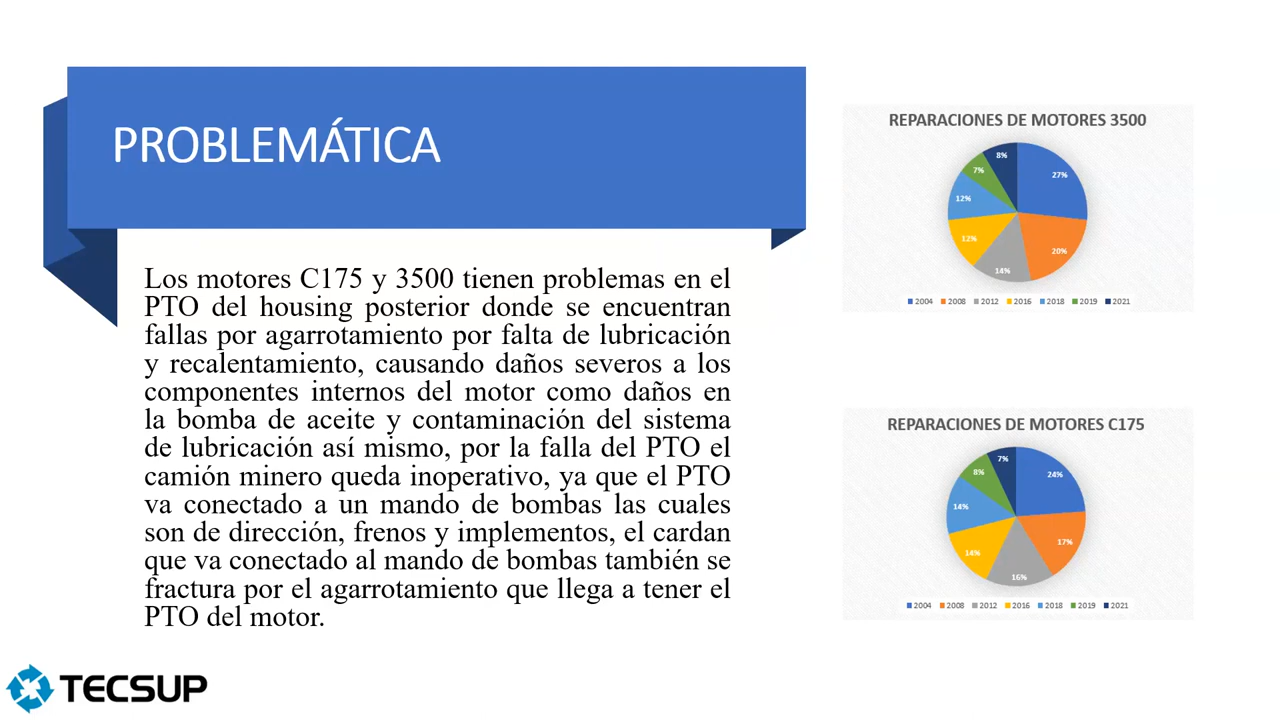 PROBLEMÁTICA
Los motores C175 y 3500 tienen problemas en el
PTO del housing posterior donde se encuentran
fallas por agarrotamiento por falta de lubricación
y recalentamiento, causando daños severos a los
componentes internos del motor como daños en
la bomba de aceite y contaminación del sistema
de lubricación así mismo, por la falla del PTO el
camión minero queda inoperativo, ya que el PTO
va conectado a un mando de bombas las cuales
son de dirección, frenos y implementos, el cardan
que va conectado al mando de bombas también se
fractura por el agarrotamiento que llega a tener el
PTO del motor.
REPARACIONES DE MOTORES 3500
8%
27%
7%
12%
12%
20%
14%
2004 2008 2012 2016 2018 2019 2021
REPARACIONES DE MOTORES C175
7%
24%
8%
14%
17%
14%
16%
2004 2008 2012 2016 2018 2019 2021
TECSUP